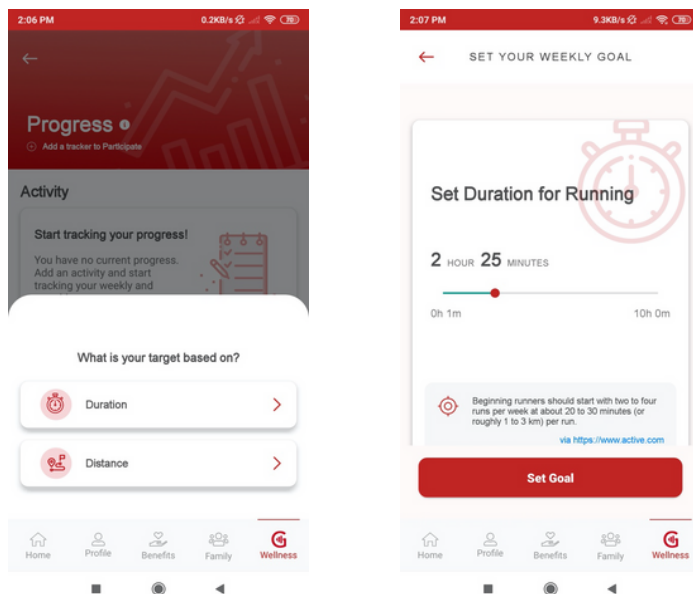 2:06 PM
0.2KB/s
70
Progress
Add a tracker to Participate
Activity
Start tracking your progress!
You have no current progress.
Add an activity and start
tracking your weekly and
What is your target based on?
Duration
Distance
Home
Profile
Benefits
Family
Wellness
2:07 PM
9.3KB/s
70
SET YOUR WEEKLY GOAL
Set Duration for Running
2 HOUR 25 MINUTES
0h 1m
10h 0m
Beginning runners should start with two to four
runs per week at about 20 to 30 minutes (or
roughly 1 to 3 km) per run.
via https://www.active.com
Set Goal
Home
Profile
Benefits
Family
Wellness